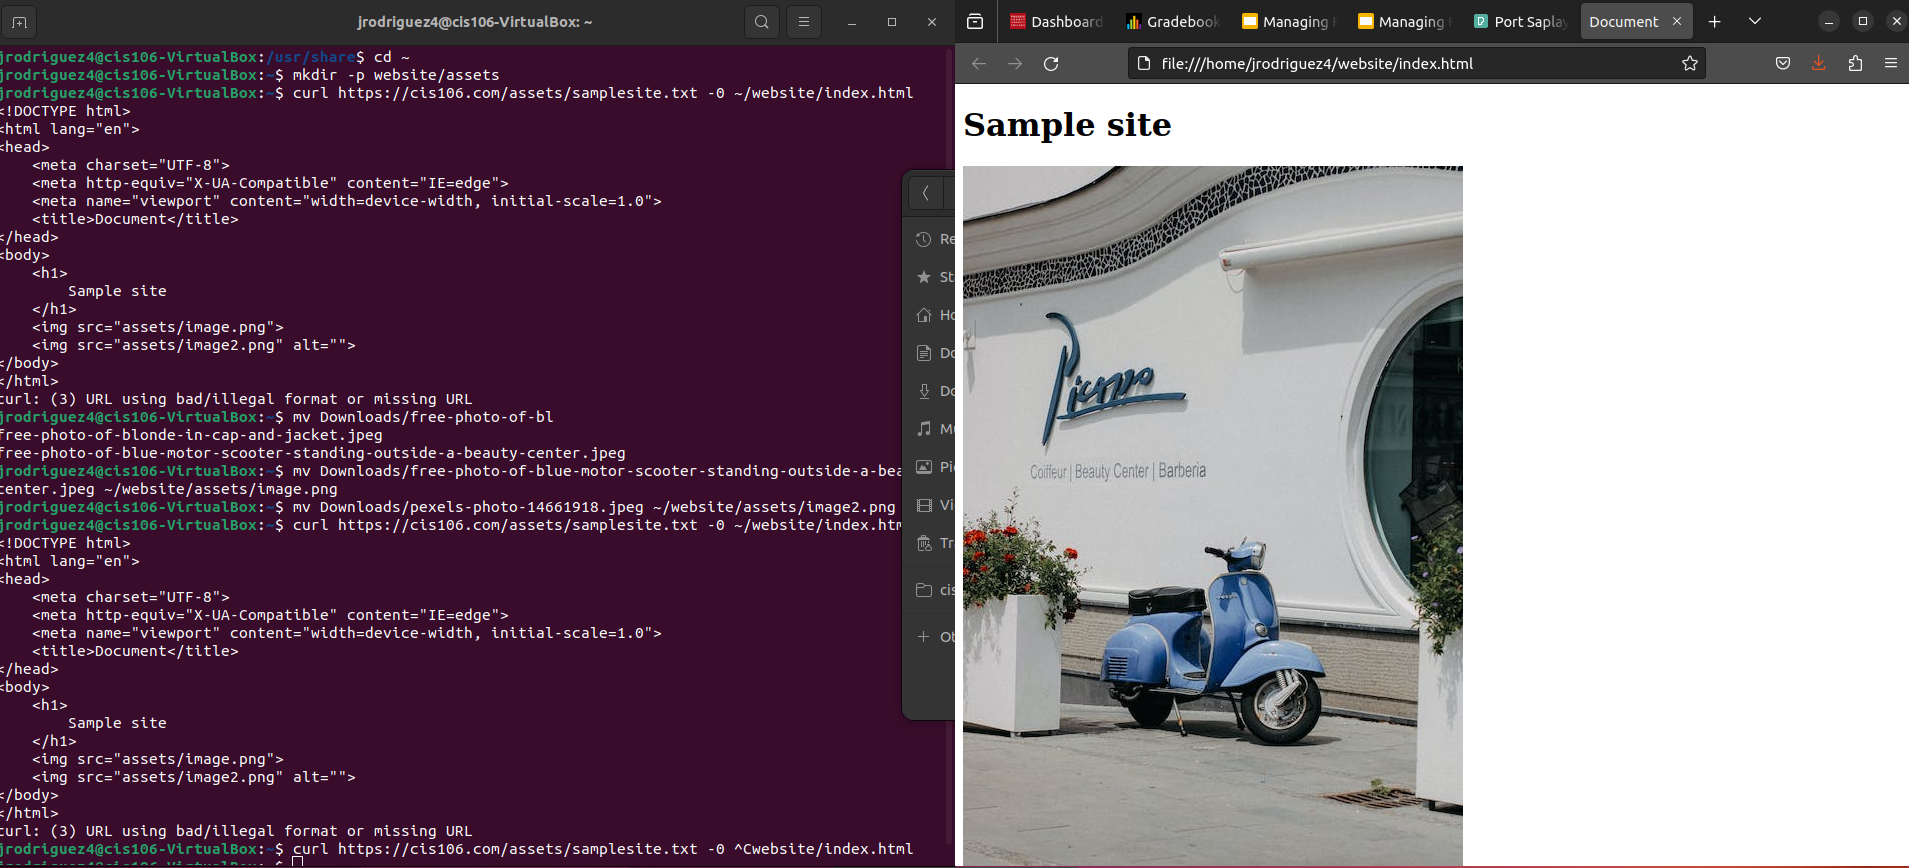 jrodriguez4@cis106-VirtualBox: ~
jrodriguez4@cis106-VirtualBox:/usr/share$ cd ~
jrodriguez4@cis106-VirtualBox:~$ mkdir -p website/assets
jrodriguez4@cis106-VirtualBox:~$ curl https://cis106.com/assets/samplesite.txt -0 ~/website/index.html
<!DOCTYPE html>
<html lang="en">
<head>
    <meta charset="UTF-8">
    <meta http-equiv="X-UA-Compatible" content="IE=edge">
    <meta name="viewport" content="width=device-width, initial-scale=1.0">
    <title>Document</title>
</head>
<body>
    <h1>
        Sample site
    </h1>
    <img src="assets/image.png">
    <img src="assets/image2.png" alt="">
</body>
</html>
curl: (3) URL using bad/illegal format or missing URL
jrodriguez4@cis106-VirtualBox:~$ mv Downloads/free-photo-of-bl
free-photo-of-blonde-in-cap-and-jacket.jpeg
free-photo-of-blue-motor-scooter-standing-outside-a-beauty-center.jpeg
jrodriguez4@cis106-VirtualBox:~$ mv Downloads/free-photo-of-blue-motor-scooter-standing-outside-a-bea
center.jpeg ~/website/assets/image.png
jrodriguez4@cis106-VirtualBox:~$ mv Downloads/pexels-photo-14661918.jpeg ~/website/assets/image2.png
jrodriguez4@cis106-VirtualBox:~$ curl https://cis106.com/assets/samplesite.txt -0 ~/website/index.htm
<!DOCTYPE html>
<html lang="en">
<head>
    <meta charset="UTF-8">
    <meta http-equiv="X-UA-Compatible" content="IE=edge">
    <meta name="viewport" content="width=device-width, initial-scale=1.0">
    <title>Document</title>
</head>
<body>
    <h1>
        Sample site
    </h1>
    <img src="assets/image.png">
    <img src="assets/image2.png" alt="">
</body>
</html>
curl: (3) URL using bad/illegal format or missing URL
jrodriguez4@cis106-VirtualBox:~$ curl https://cis106.com/assets/samplesite.txt -0 ^Cwebsite/index.html
Re
St
Ho
Do
Do
Mu
Pi
Vi
Tr
cis
Ot
Dashboard Gradebook Managing F Managing F Port Saplay Document
file:///home/jrodriguez4/website/index.html
Sample site
Picasso
Coiffeur | Beauty Center | Barberia